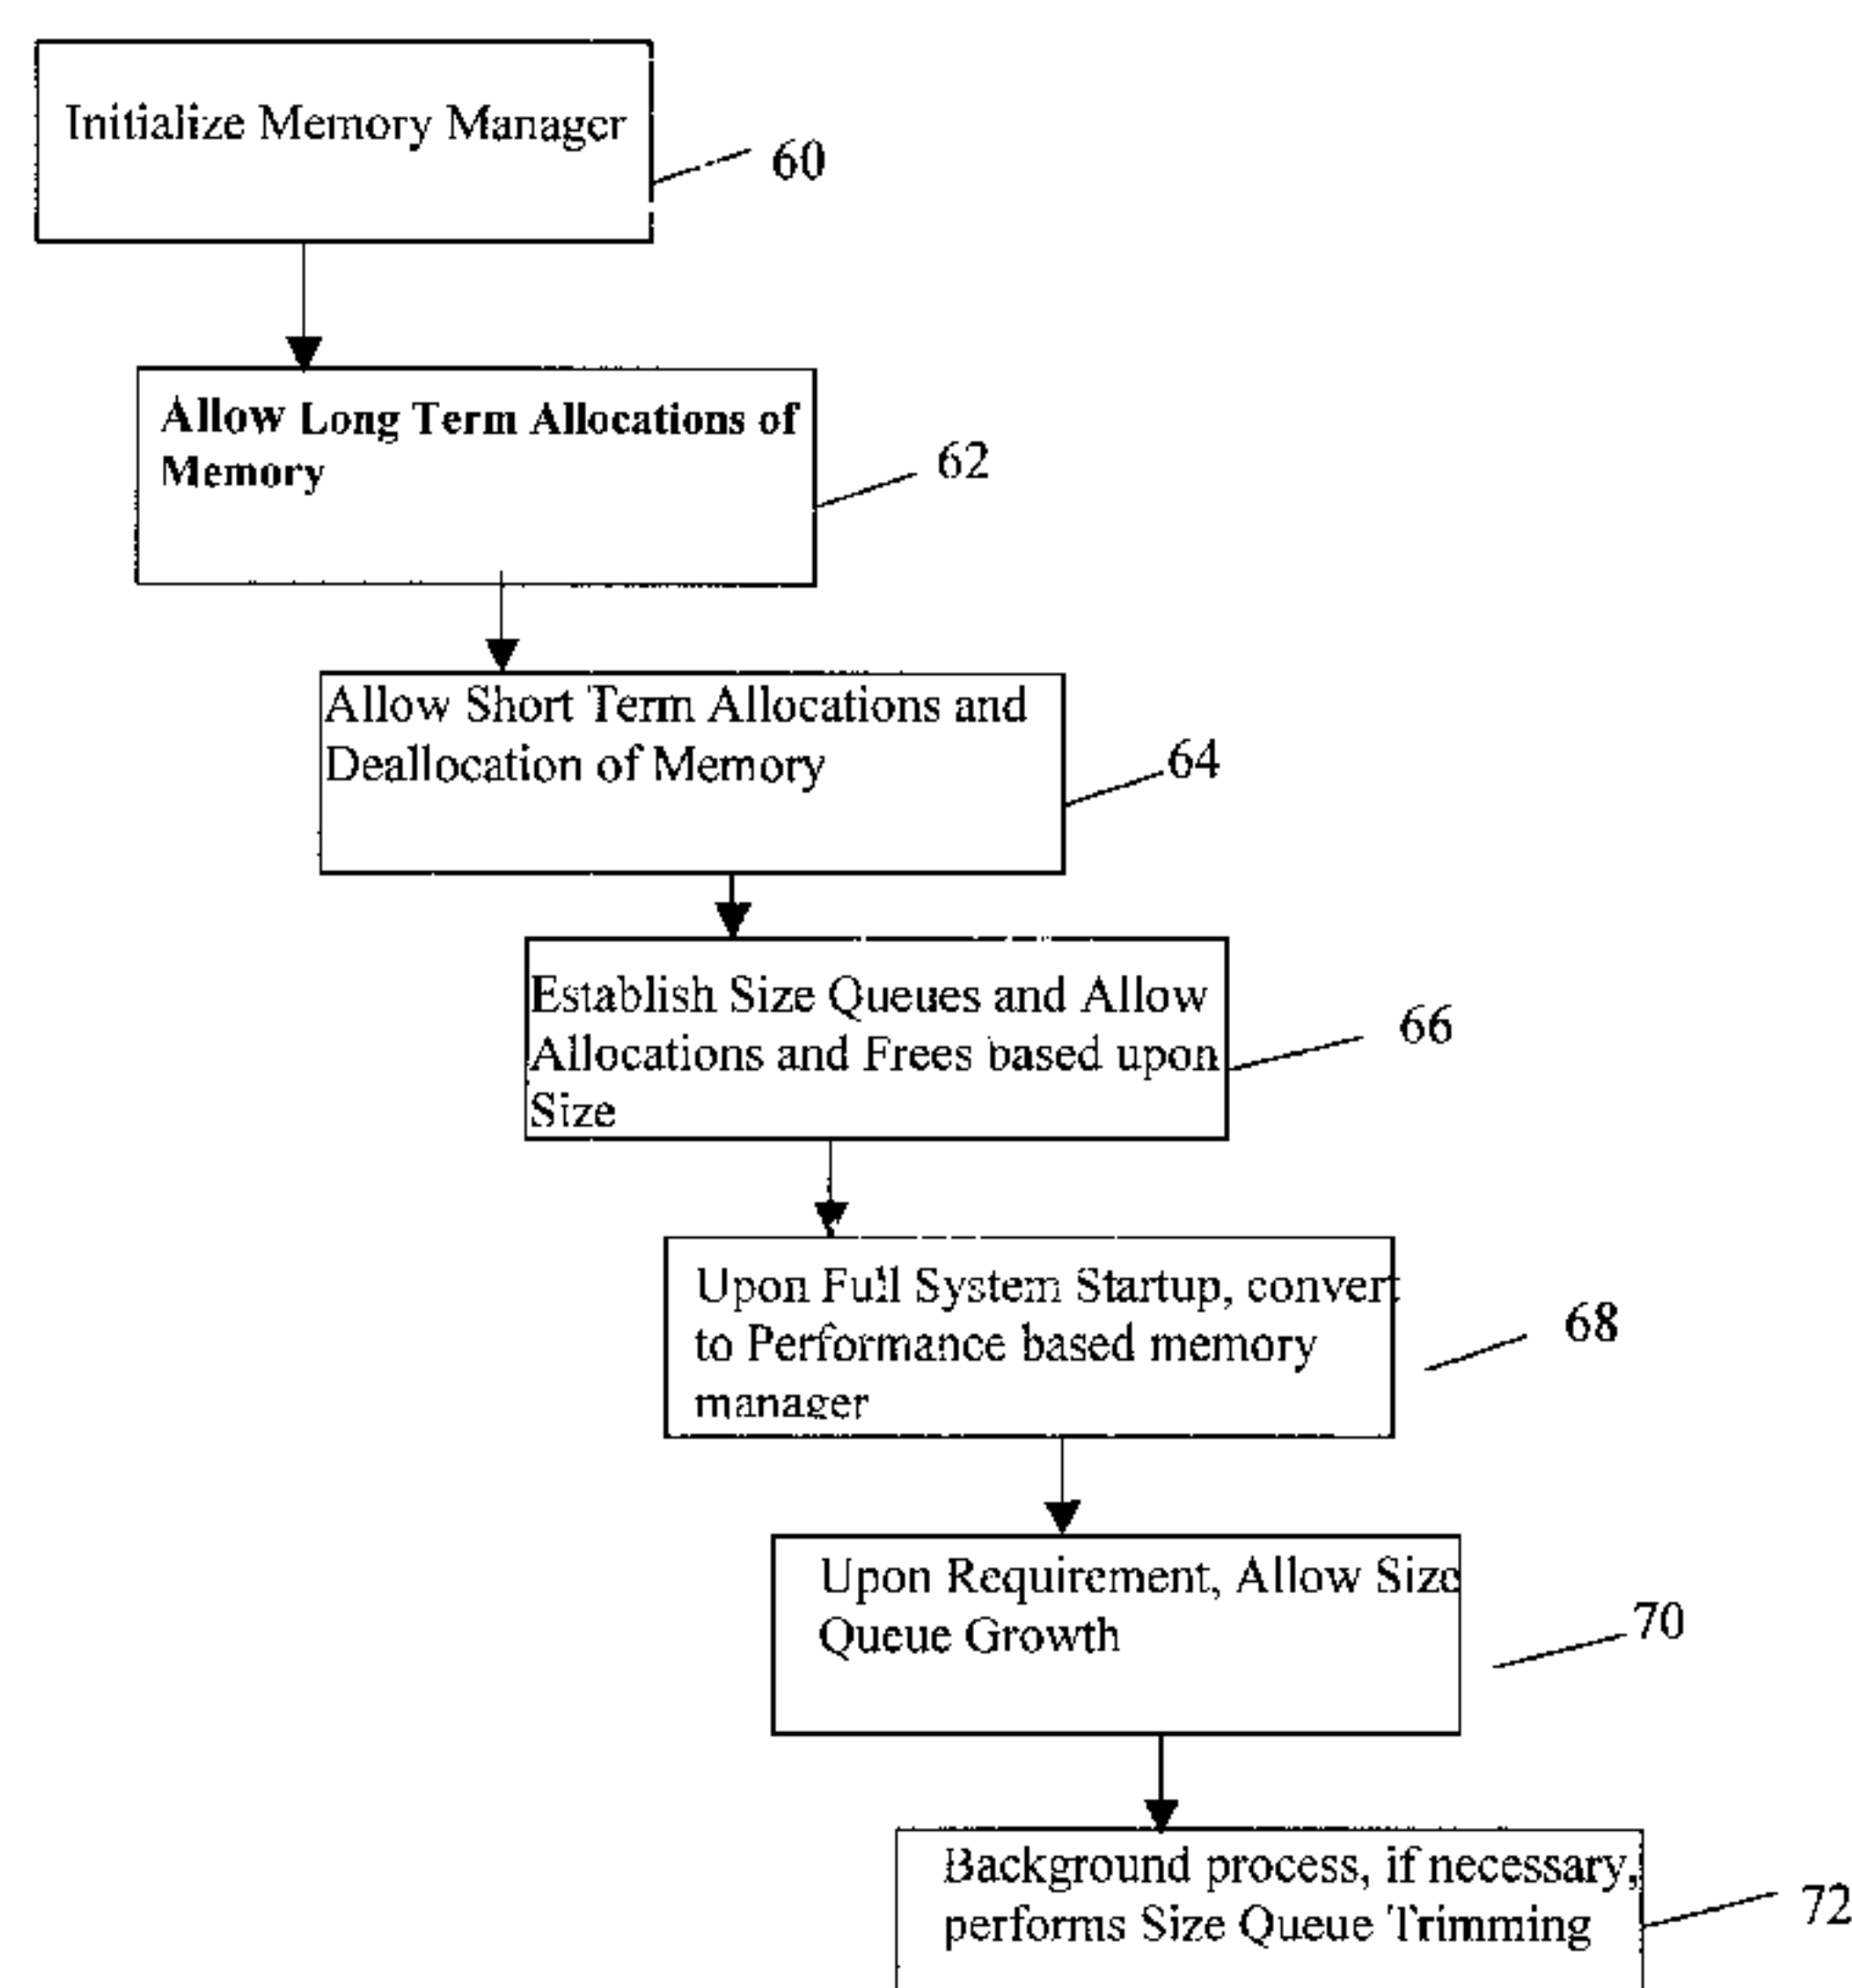 Initialize Memory Manager
60
Allow Long Term Allocations of
Memory
62
Allow Short Term Allocations and
Deallocation of Memory
64
Establish Size Queues and Allow
Allocations and Frees based upon
Size
66
Upon Full System Startup, convert
to Performance based memory
manager
68
Upon Requirement, Allow Size
Queue Growth
70
Background process, if necessary,
performs Size Queue Trimming
72